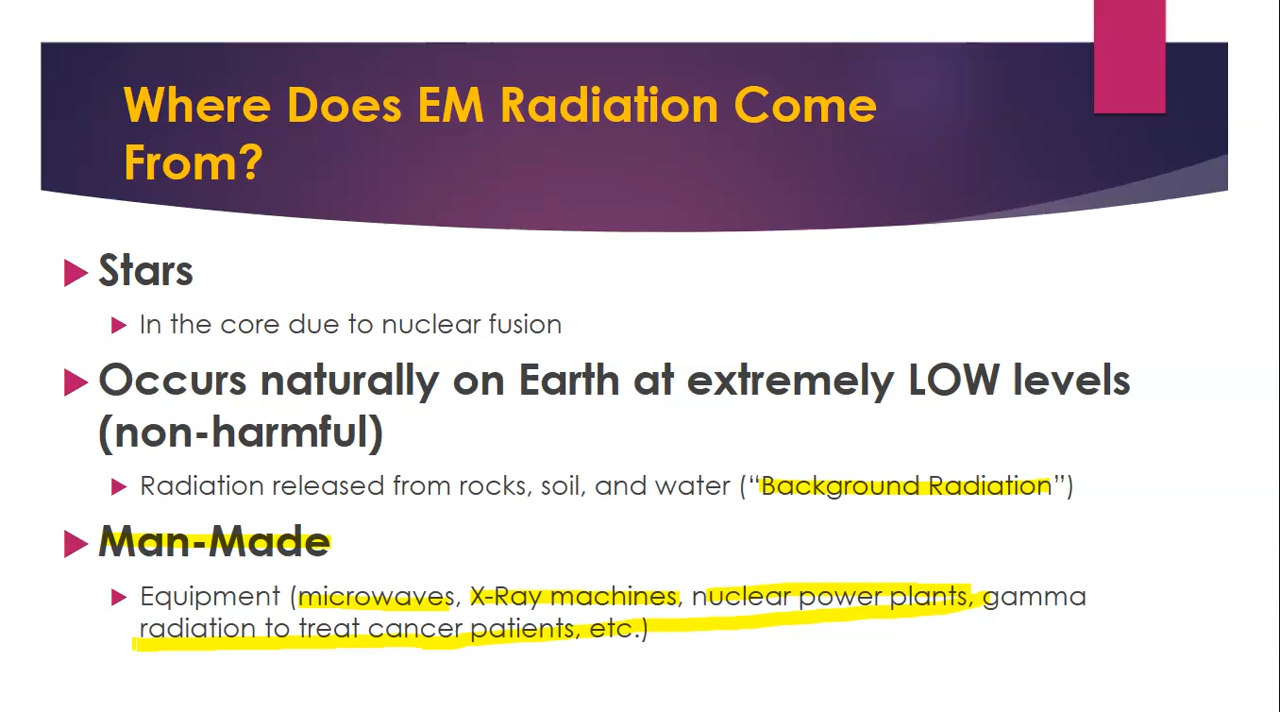 Where Does EM Radiation Come
From?
Stars
In the core due to nuclear fusion
Occurs naturally on Earth at extremely LOW levels
(non-harmful)
Radiation released from rocks, soil, and water (“Background Radiation”)
Man-Made
Equipment (microwaves, X-Ray machines, nuclear power plants, gamma
radiation to treat cancer patients, etc.)